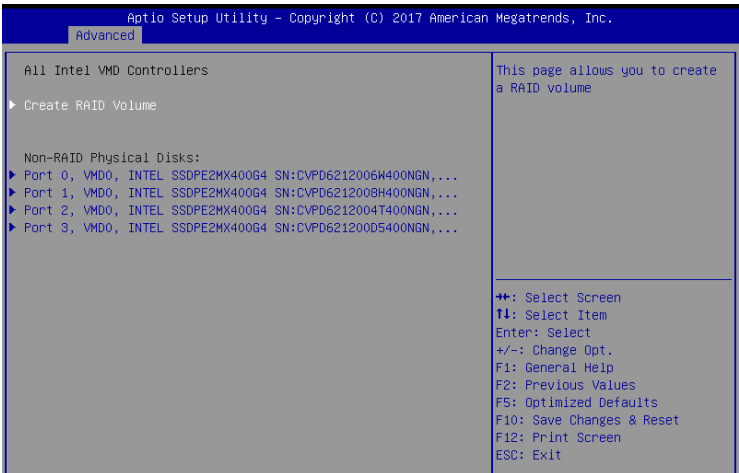 Aptio Setup Utility – Copyright (C) 2017 American Megatrends, Inc.
Advanced
All Intel VMD Controllers
Create RAID Volume
Non-RAID Physical Disks:
Port 0, VMD0, INTEL SSDPE2MX400G4 SN:CVPD6212006W400NGN,...
Port 1, VMD0, INTEL SSDPE2MX400G4 SN:CVPD6212008H400NGN,...
Port 2, VMD0, INTEL SSDPE2MX400G4 SN:CVPD6212004T400NGN,...
Port 3, VMD0, INTEL SSDPE2MX400G4 SN:CVPD621200D5400NGN,...
This page allows you to create
a RAID volume
→←: Select Screen
↑↓: Select Item
Enter: Select
+/-: Change Opt.
F1: General Help
F2: Previous Values
F5: Optimized Defaults
F10: Save Changes & Reset
F12: Print Screen
ESC: Exit